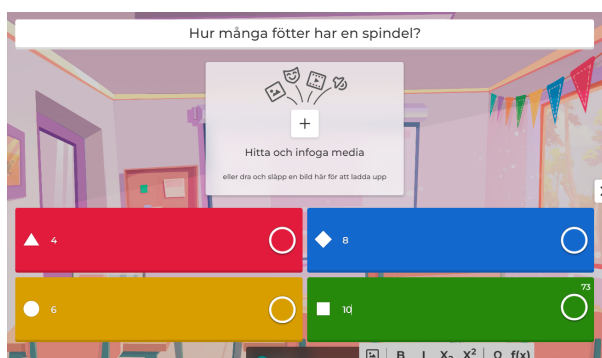 Hur många fötter har en spindel?
Hitta och infoga media
eller dra och släpp en bild här för att ladda upp
4
8
6
10
73
B I X₂ X² Ω f(x)